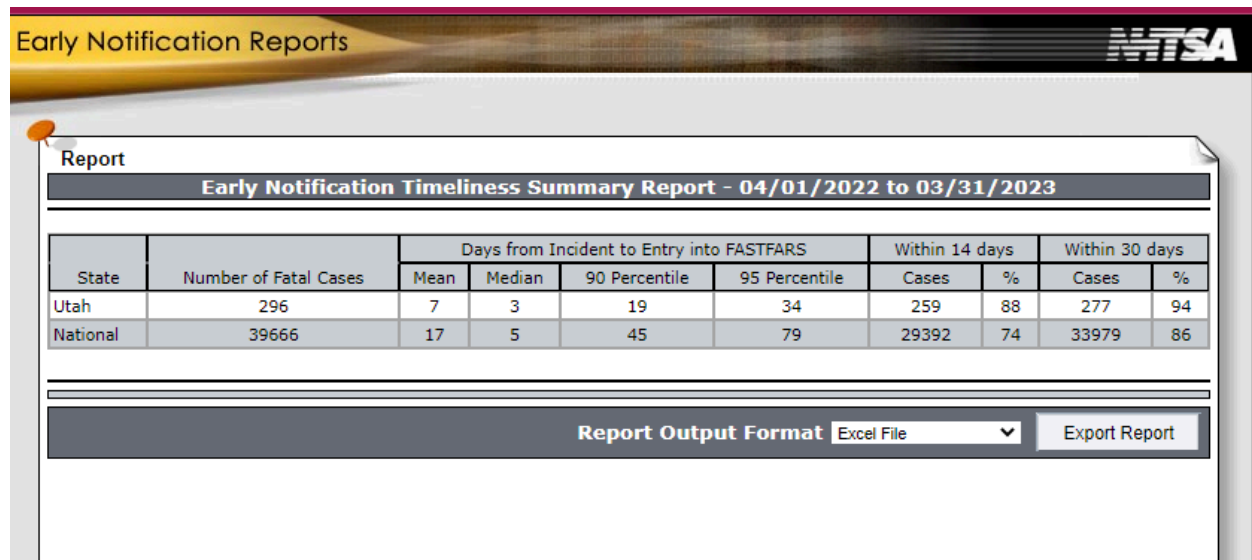 Early Notification Reports
NHTSA
Report
Early Notification Timeliness Summary Report - 04/01/2022 to 03/31/2023
Days from Incident to Entry into FASTFARS Within 14 days Within 30 days
State Number of Fatal Cases Mean Median 90 Percentile 95 Percentile Cases % Cases %
Utah 296 7 3 19 34 259 88 277 94
National 39666 17 5 45 79 29392 74 33979 86
Report Output Format Excel File Export Report